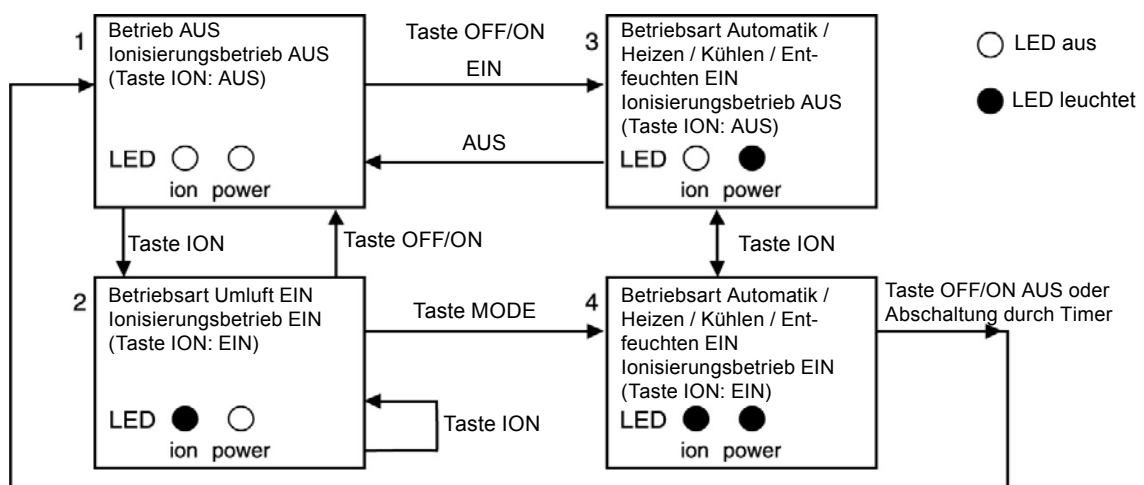 1
Betrieb AUS
Ionisierungsbetrieb AUS
(Taste ION: AUS)
LED
ion power
Taste OFF/ON
EIN
AUS
3
Betriebsart Automatik /
Heizen / Kühlen / Ent-
feuchten EIN
Ionisierungsbetrieb AUS
(Taste ION: AUS)
LED
ion power
LED aus
LED leuchtet
Taste ION
Taste OFF/ON
Taste ION
2
Betriebsart Umluft EIN
Ionisierungsbetrieb EIN
(Taste ION: EIN)
LED
ion power
Taste MODE
Taste ION
4
Betriebsart Automatik /
Heizen / Kühlen / Ent-
feuchten EIN
Ionisierungsbetrieb EIN
(Taste ION: EIN)
LED
ion power
Taste OFF/ON AUS oder
Abschaltung durch Timer